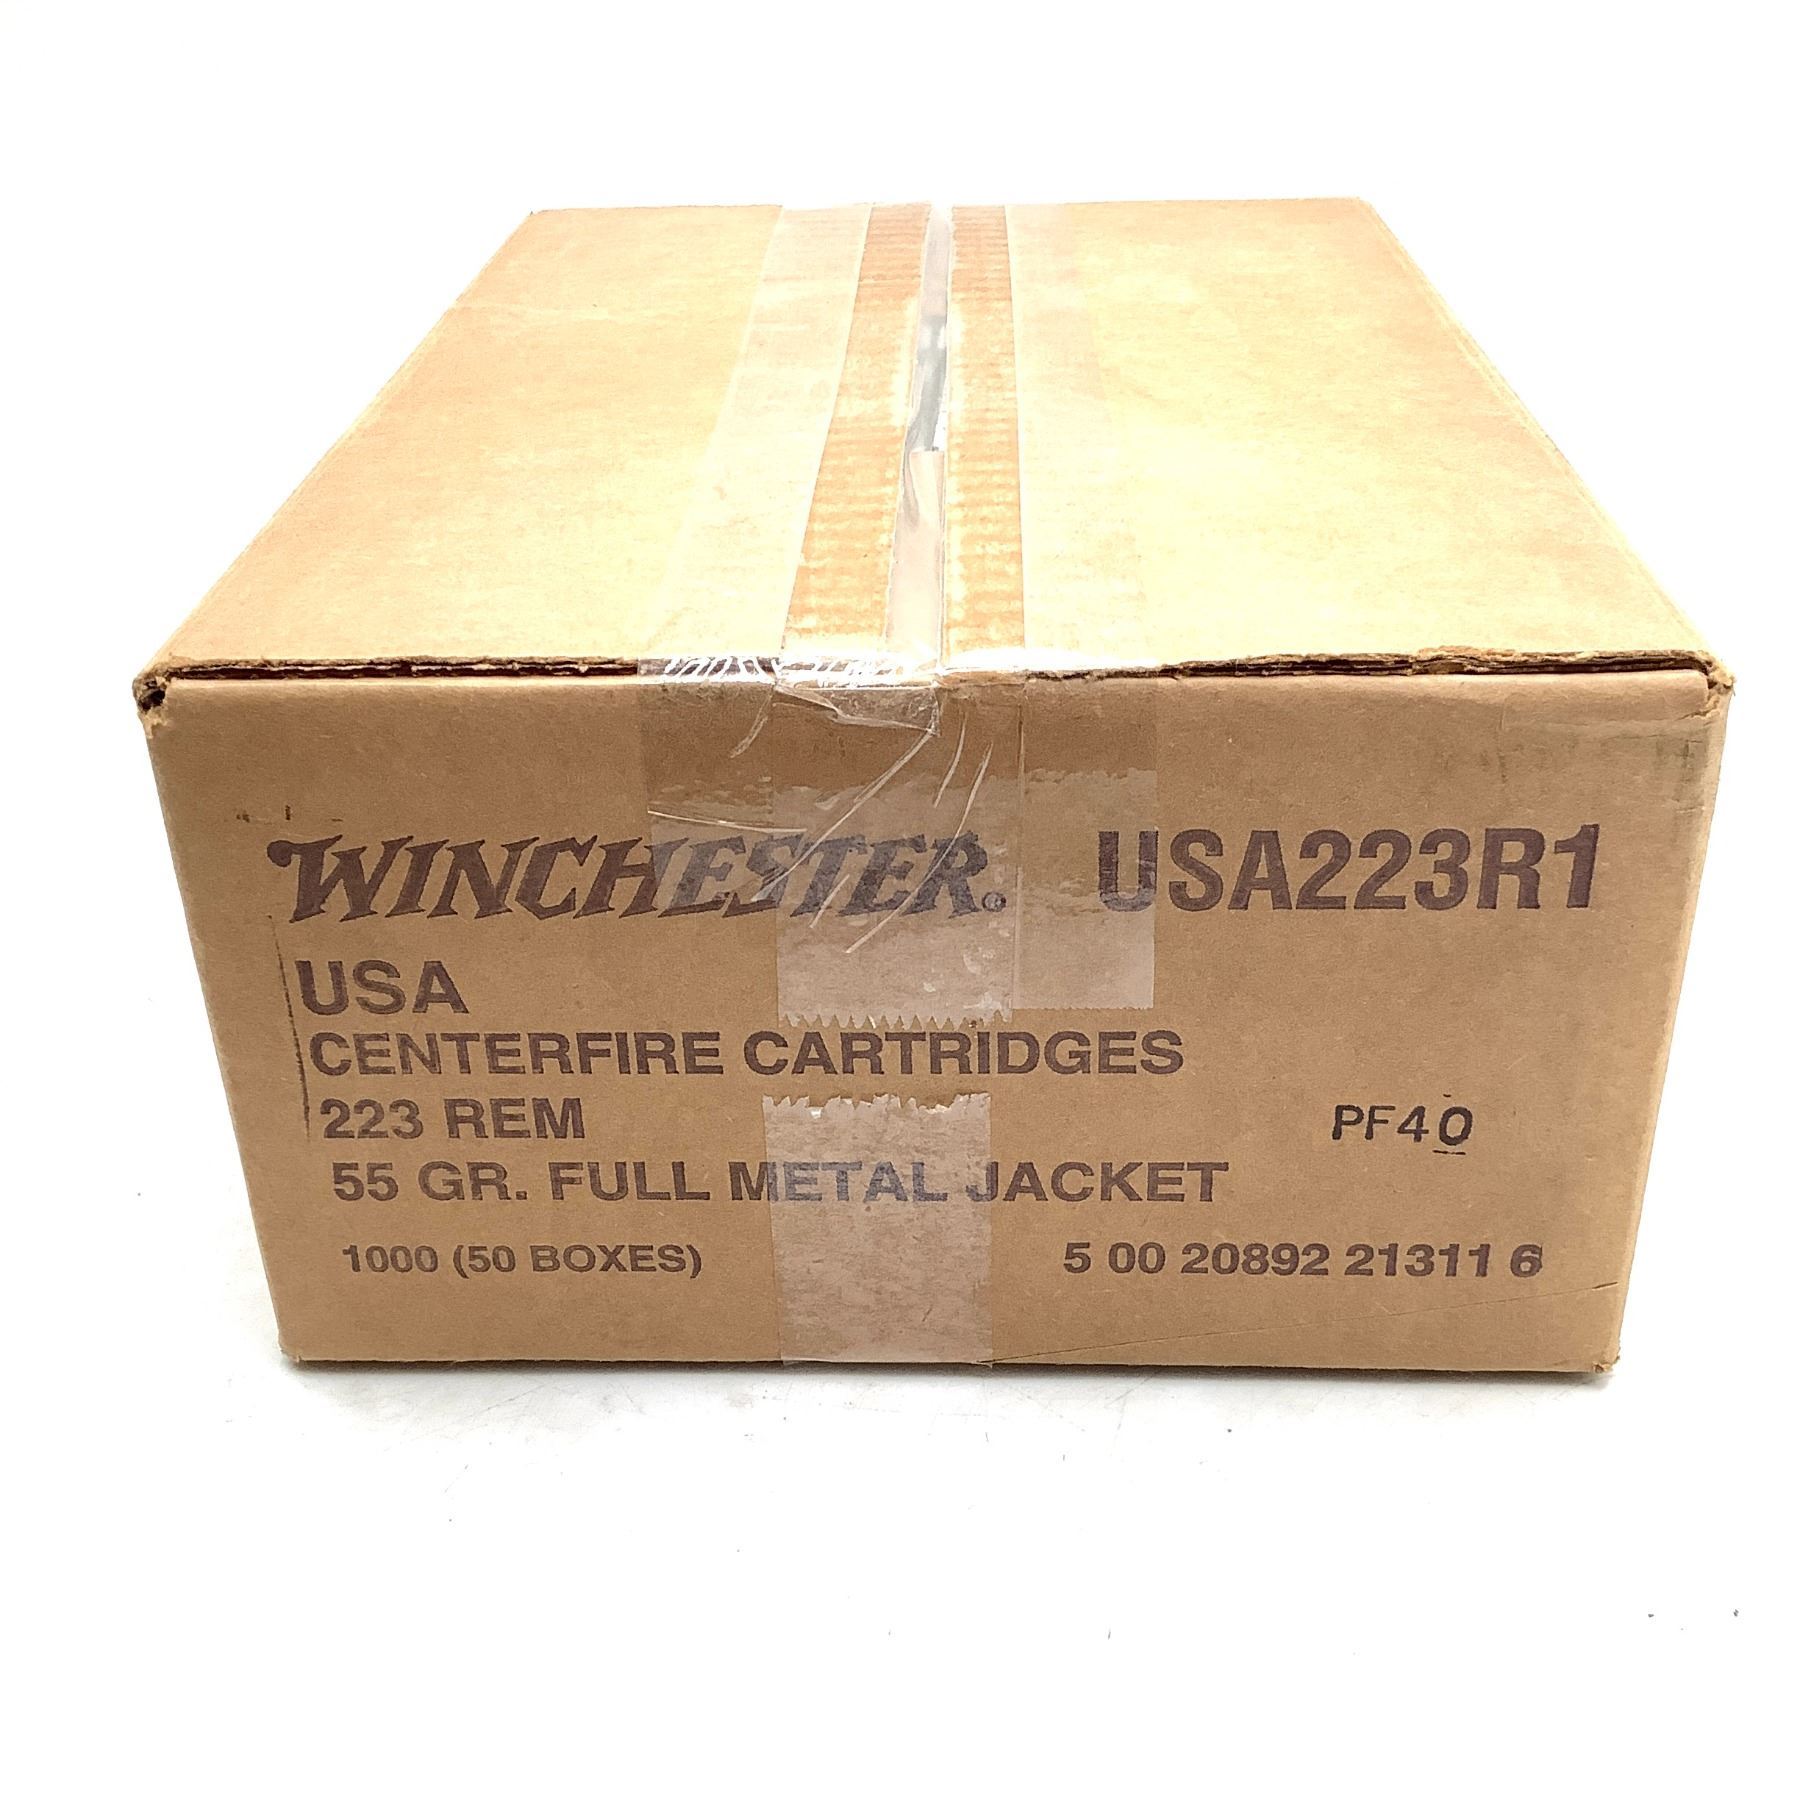 WINCHESTER® USA223R1
USA
CENTERFIRE CARTRIDGES
223 REM PF40
55 GR. FULL METAL JACKET
1000 (50 BOXES) 5 00 20892 21311 6